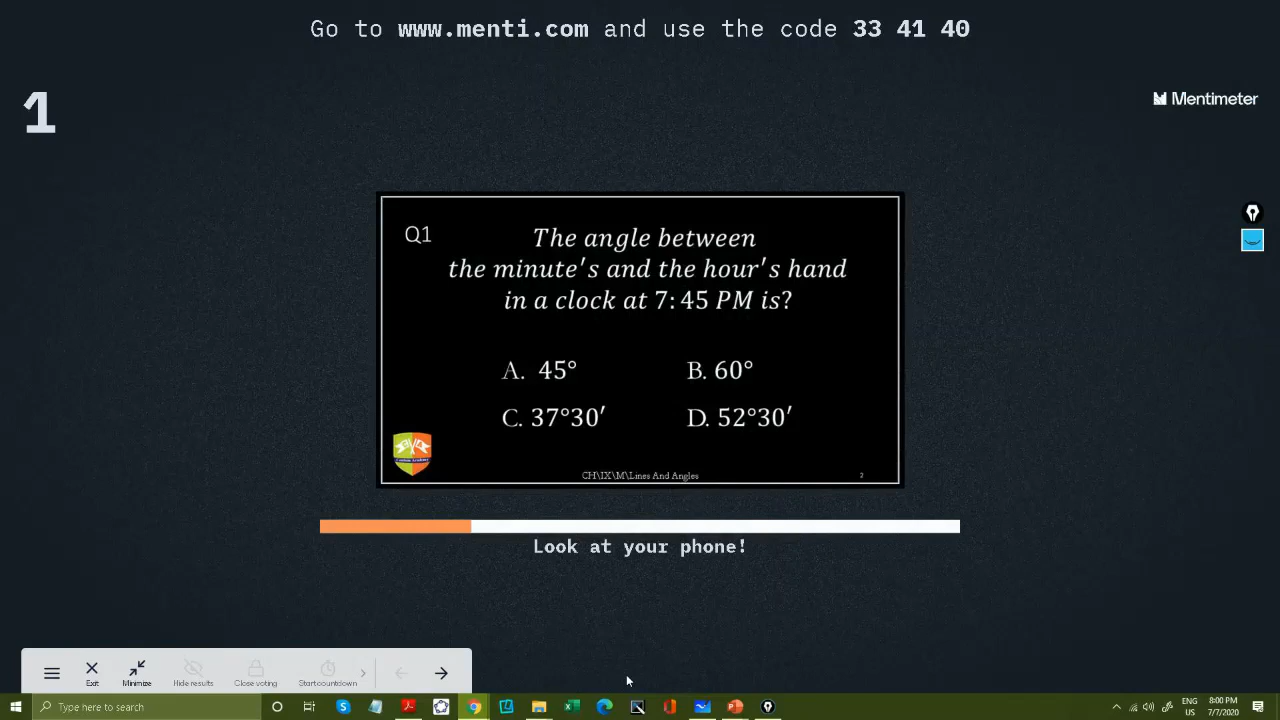 Go to www.menti.com and use the code 33 41 40
1
Mentimeter
Q1
The angle between
the minute's and the hour's hand
in a clock at 7:45 PM is?
A. 45°
B. 60°
C. 37°30′
D. 52°30′
CH\IX\M\Lines And Angles
2
Look at your phone!
Exit
Minimize
Hide results
Close voting
Start countdown
Type here to search
ENG
US
8:00 PM
7/7/2020